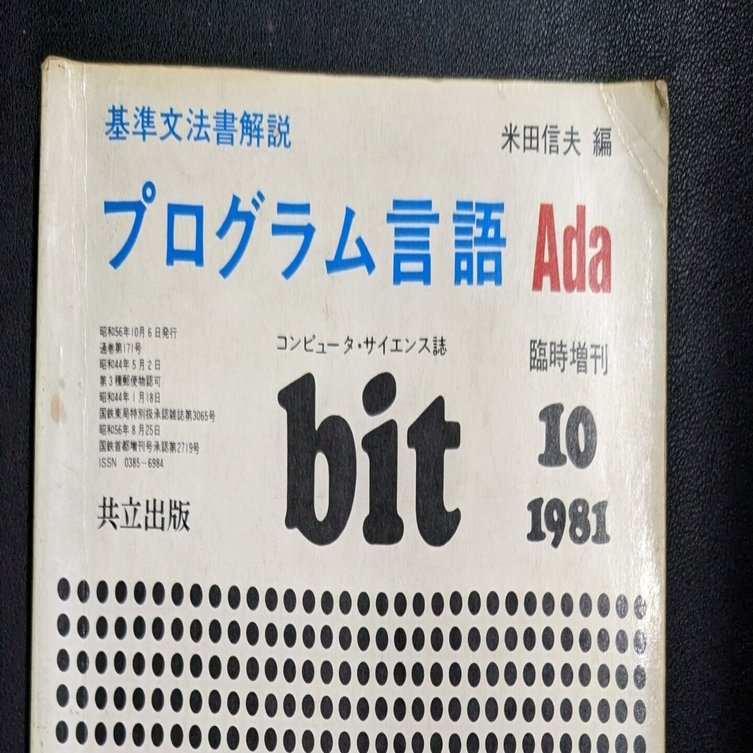 基準文法書解説
米田信夫 編
プログラム言語 Ada
昭和56年10月6日発行
通巻第171号
昭和44年5月2日
第3種郵便物認可
昭和44年1月18日
国鉄東局特別扱承認雑誌第3065号
昭和56年8月25日
国鉄首都増刊号承認第2719号
ISSN 0385-6984
共立出版
コンピュータ・サイエンス誌
bit
臨時増刊
10
1981